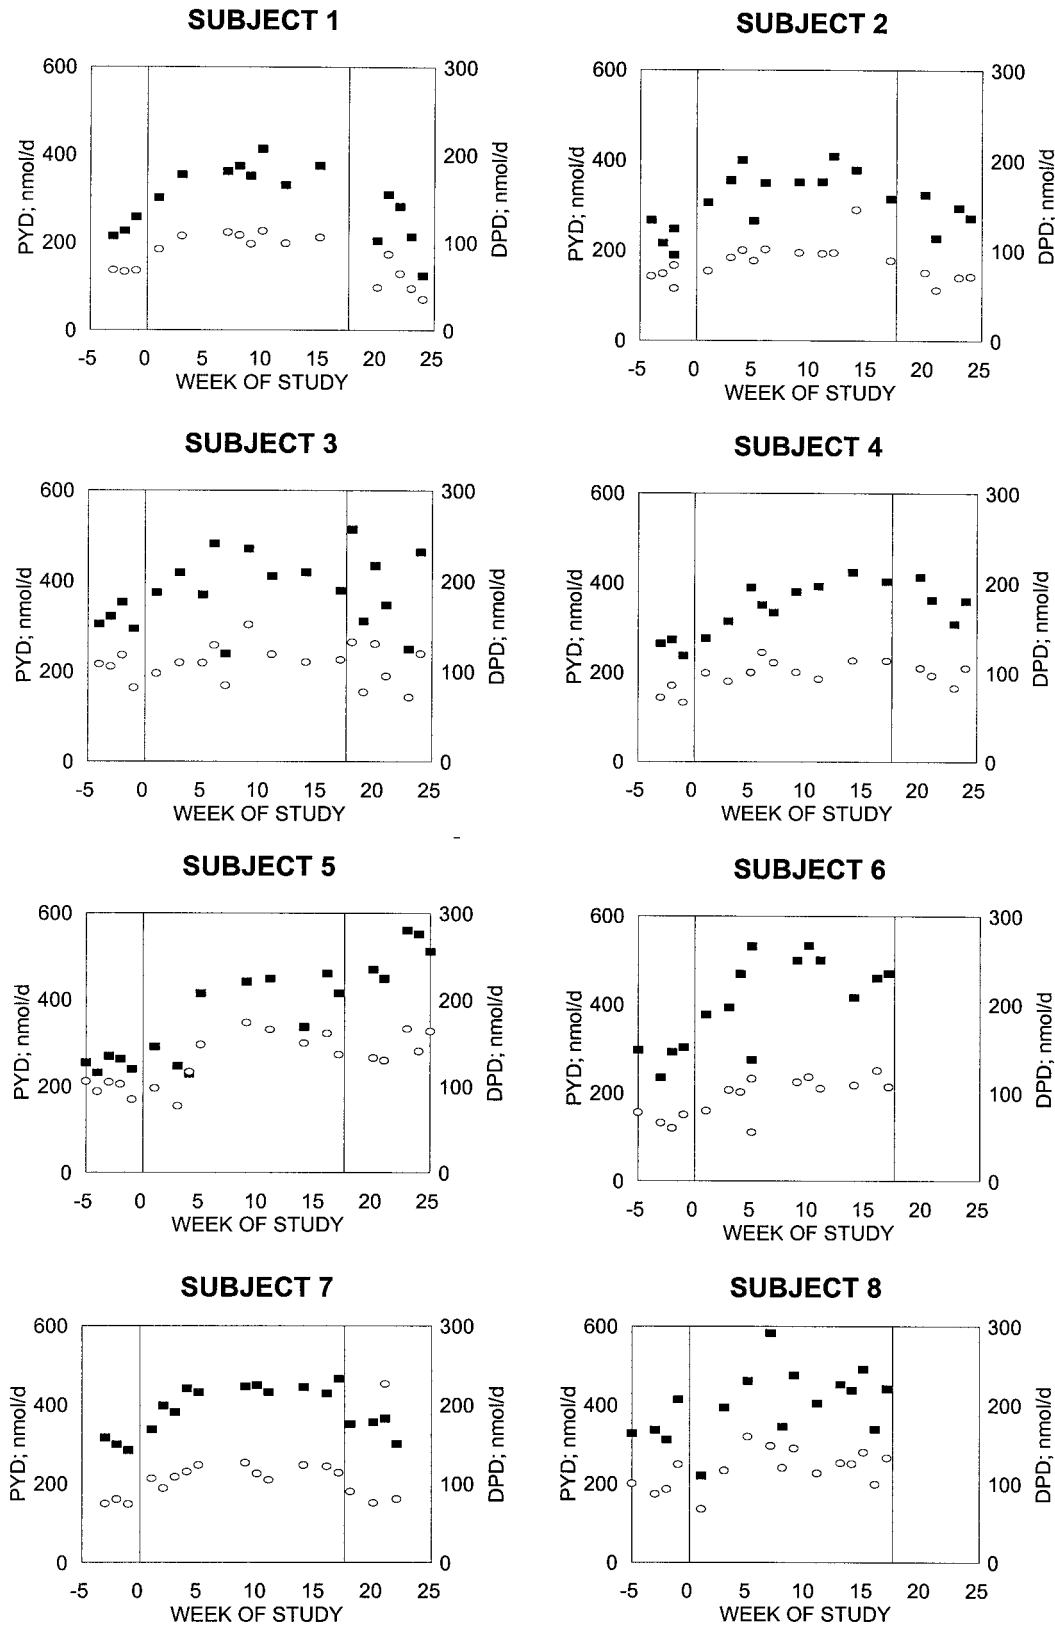 SUBJECT 1
600
400
200
0
PYD; nmol/d
300
200
100
0
DPD; nmol/d
-5 0 5 10 15 20 25
WEEK OF STUDY
SUBJECT 2
600
400
200
0
PYD; nmol/d
300
200
100
0
DPD; nmol/d
-5 0 5 10 15 20 25
WEEK OF STUDY
SUBJECT 3
600
400
200
0
PYD; nmol/d
300
200
100
0
DPD; nmol/d
-5 0 5 10 15 20 25
WEEK OF STUDY
SUBJECT 4
600
400
200
0
PYD; nmol/d
300
200
100
0
DPD; nmol/d
-5 0 5 10 15 20 25
WEEK OF STUDY
SUBJECT 5
600
400
200
0
PYD; nmol/d
300
200
100
0
DPD; nmol/d
-5 0 5 10 15 20 25
WEEK OF STUDY
SUBJECT 6
600
400
200
0
PYD; nmol/d
300
200
100
0
DPD; nmol/d
-5 0 5 10 15 20 25
WEEK OF STUDY
SUBJECT 7
600
400
200
0
PYD; nmol/d
300
200
100
0
DPD; nmol/d
-5 0 5 10 15 20 25
WEEK OF STUDY
SUBJECT 8
600
400
200
0
PYD; nmol/d
300
200
100
0
DPD; nmol/d
-5 0 5 10 15 20 25
WEEK OF STUDY